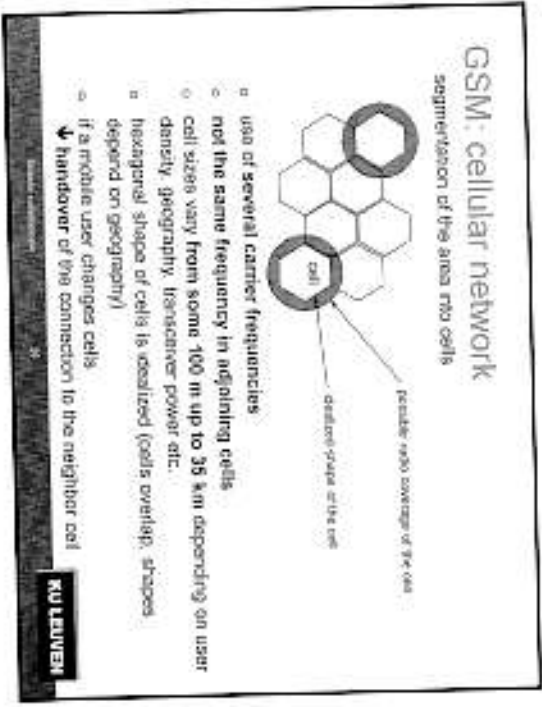 GSM: cellular network
segmentation of the area into cells
possible radio coverage of the cell
idealized shape of the cell
cell
use of several carrier frequencies
not the same frequency in adjoining cells
cell sizes vary from some 100 m up to 35 km depending on user
density, geography, transceiver power etc.
hexagonal shape of cells is idealized (cells overlap, shapes
depend on geography)
if a mobile user changes cells
↓ handover of the connection to the neighbor cell
KU LEUVEN